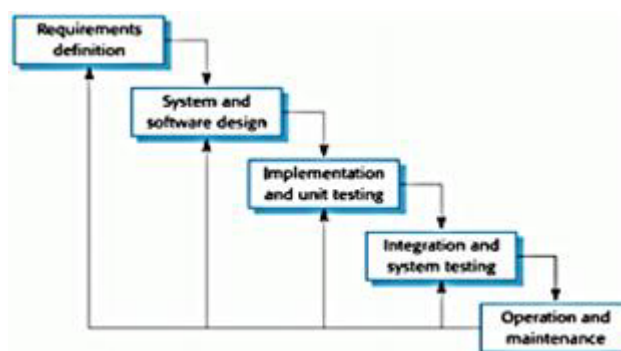 Requirements
definition
System and
software design
Implementation
and unit testing
Integration and
system testing
Operation and
maintenance